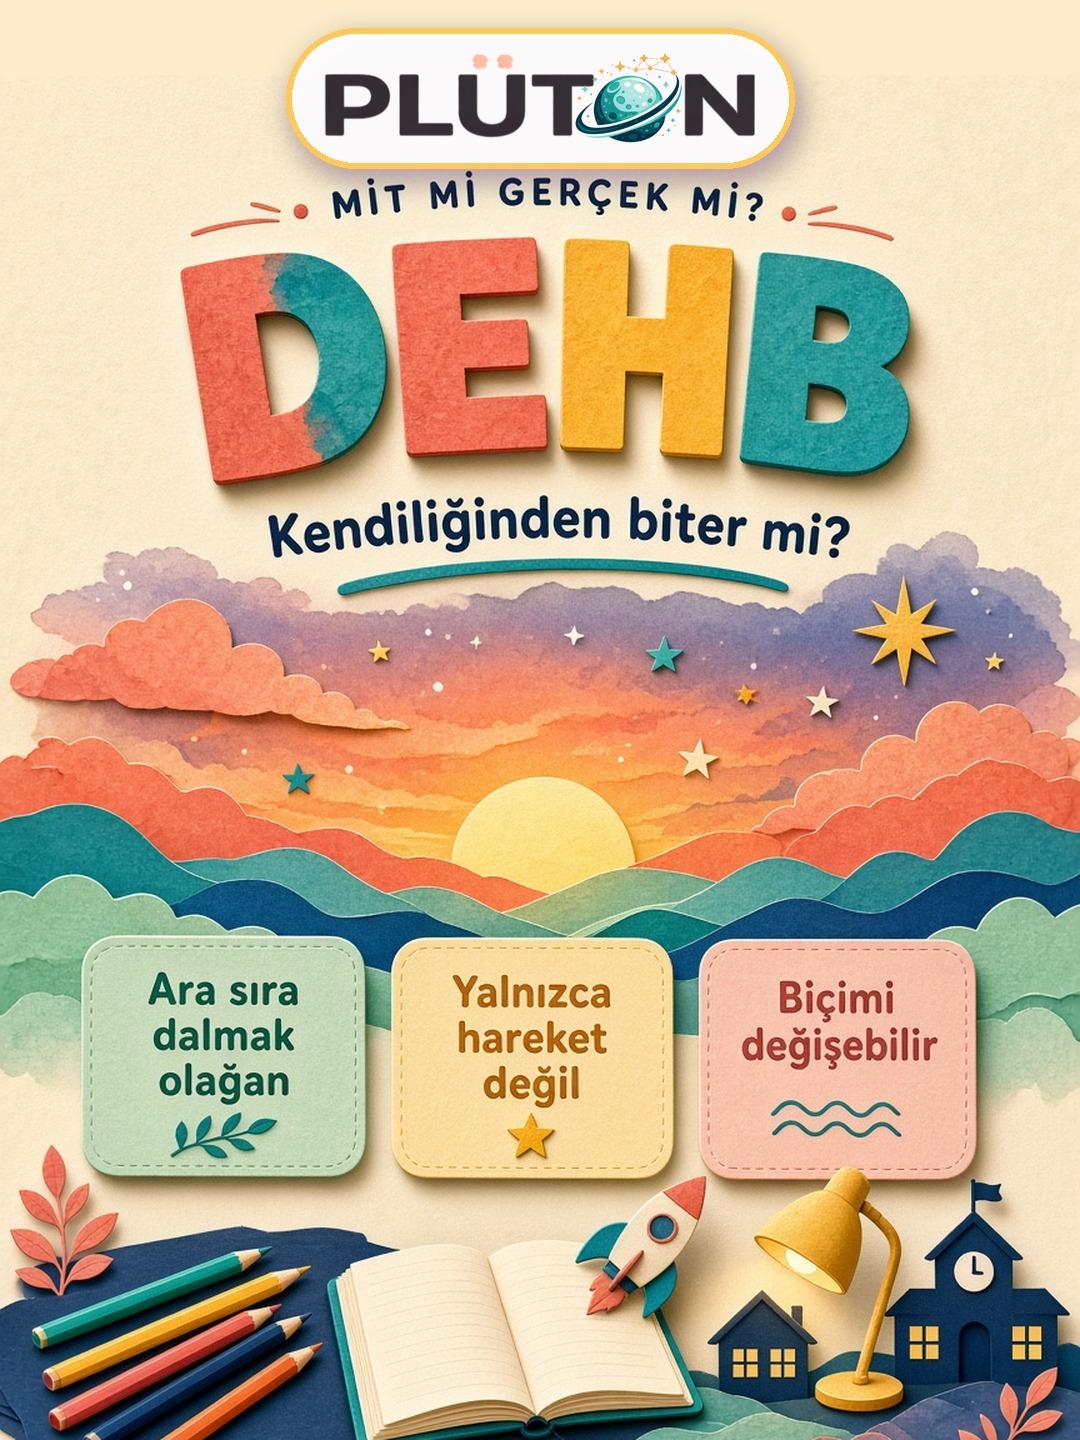 PLÜTON
MİT Mİ GERÇEK Mİ?
DEHB
Kendiliğinden biter mi?
Ara sıra
dalmak
olağan
Yalnızca
hareket
değil
Biçimi
değişebilir